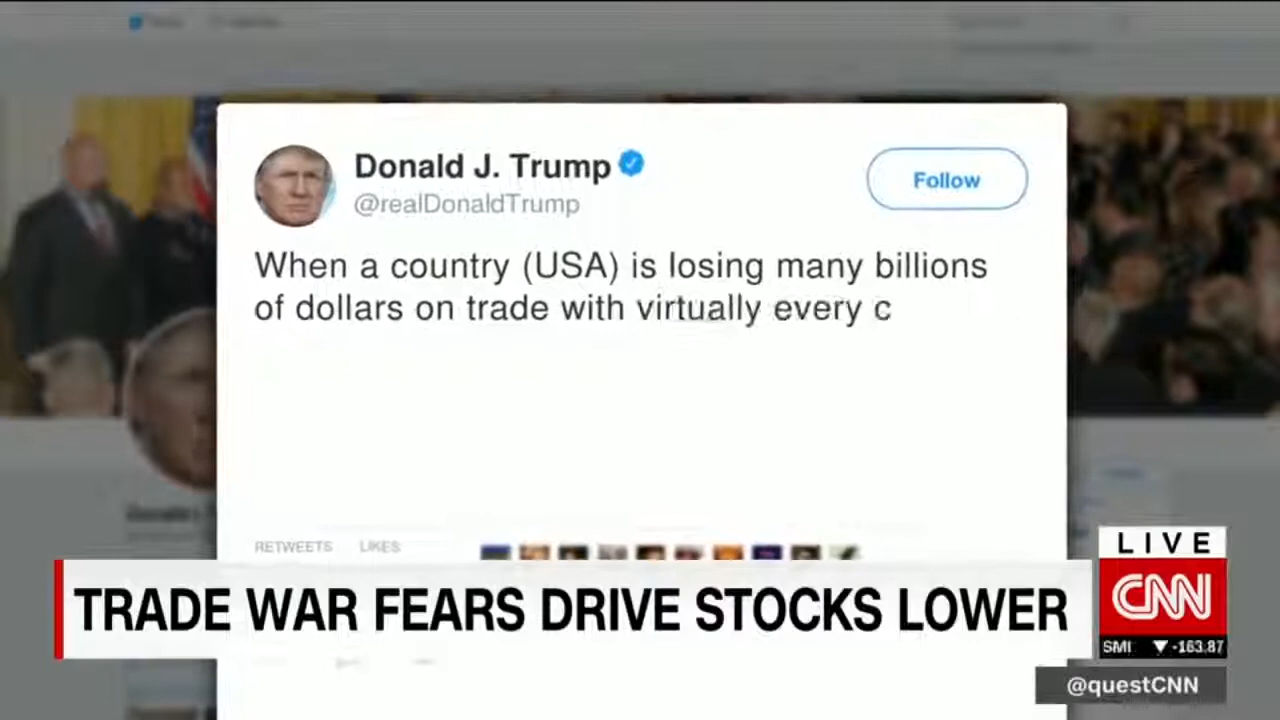 Donald J. Trump
@realDonaldTrump
Follow
When a country (USA) is losing many billions
of dollars on trade with virtually every c
RETWEETS LIKES
TRADE WAR FEARS DRIVE STOCKS LOWER
LIVE
CNN
SMI ▼-163.87
@questCNN